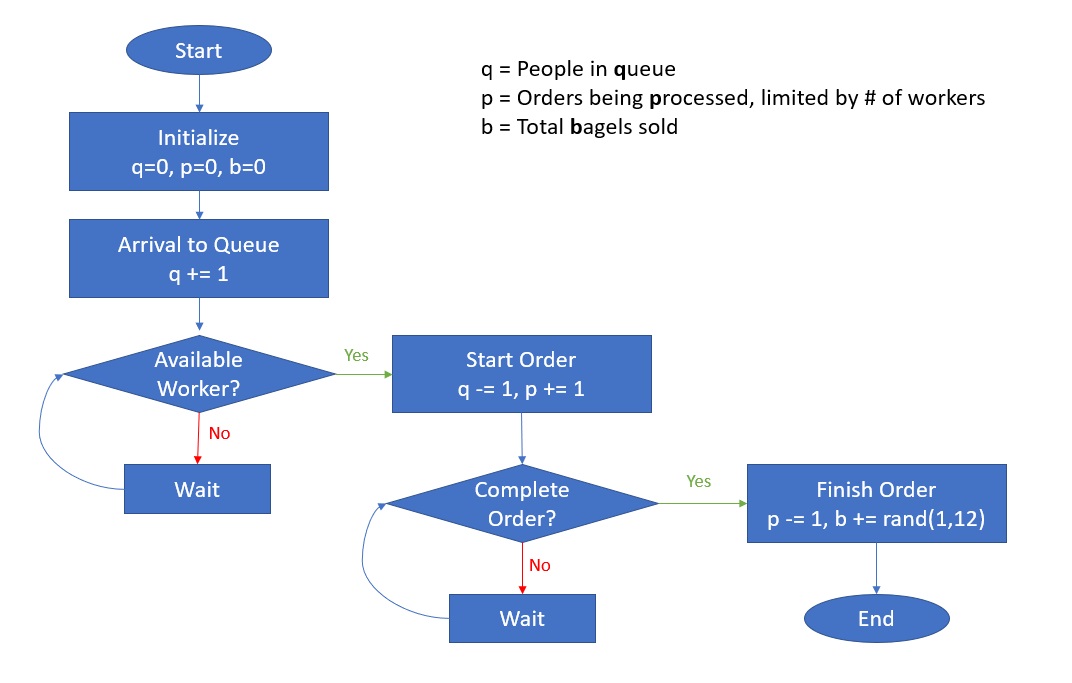 Start
q = People in queue
p = Orders being processed, limited by # of workers
b = Total bagels sold
Initialize
q=0, p=0, b=0
Arrival to Queue
q += 1
Available
Worker?
Yes
Start Order
q -= 1, p += 1
No
Wait
Complete
Order?
Yes
Finish Order
p -= 1, b += rand(1,12)
No
Wait
End